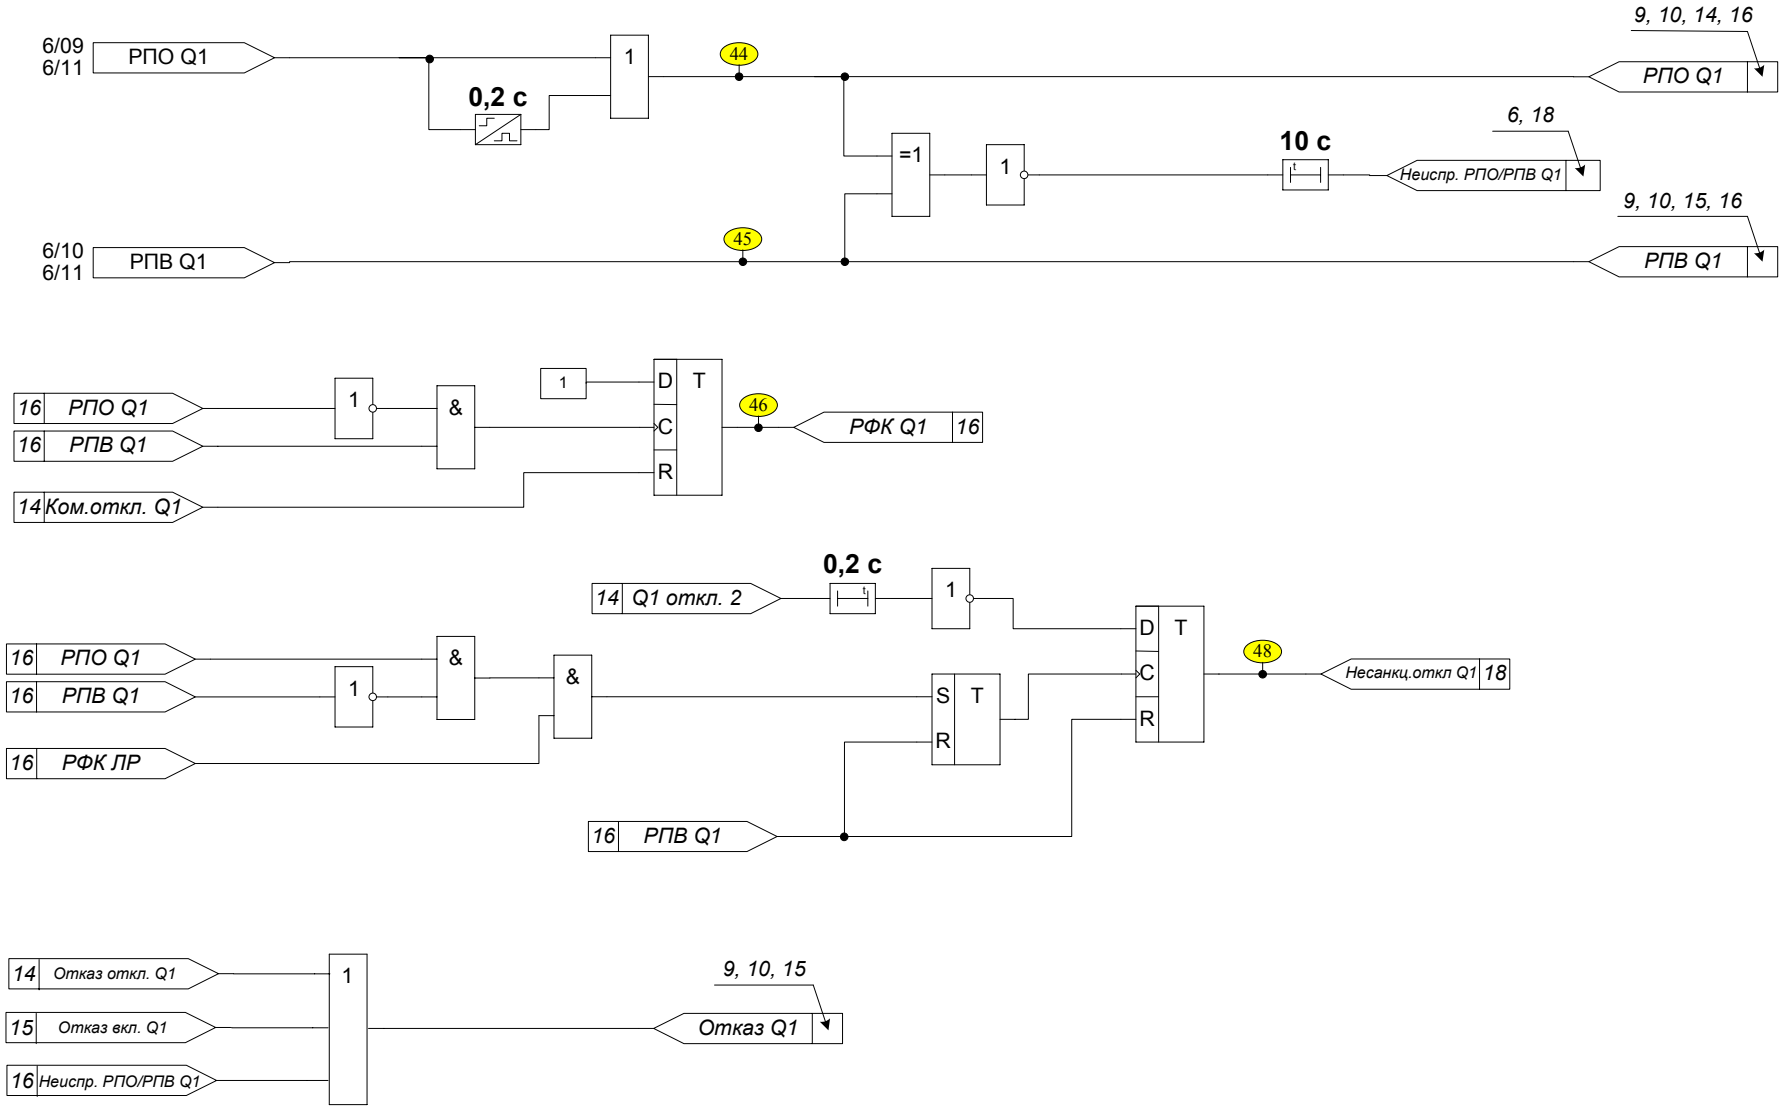 9, 10, 14, 16
6/09
6/11
РПО Q1
1
44
РПО Q1
0,2 с
6, 18
=1
1
10 с
t
Неиспр. РПО/РПВ Q1
9, 10, 15, 16
6/10
6/11
РПВ Q1
45
РПВ Q1
1
D T
16 РПО Q1
1
&
46
C
РФК Q1 16
16 РПВ Q1
R
14 Ком.откл. Q1
0,2 с
14 Q1 откл. 2
t
1
D T
16 РПО Q1
&
48
16 РПВ Q1
1
&
S T
C
Несанкц.откл Q1 18
R
R
16 РФК ЛР
16 РПВ Q1
14 Отказ откл. Q1
1
9, 10, 15
15 Отказ вкл. Q1
Отказ Q1
16 Неиспр. РПО/РПВ Q1